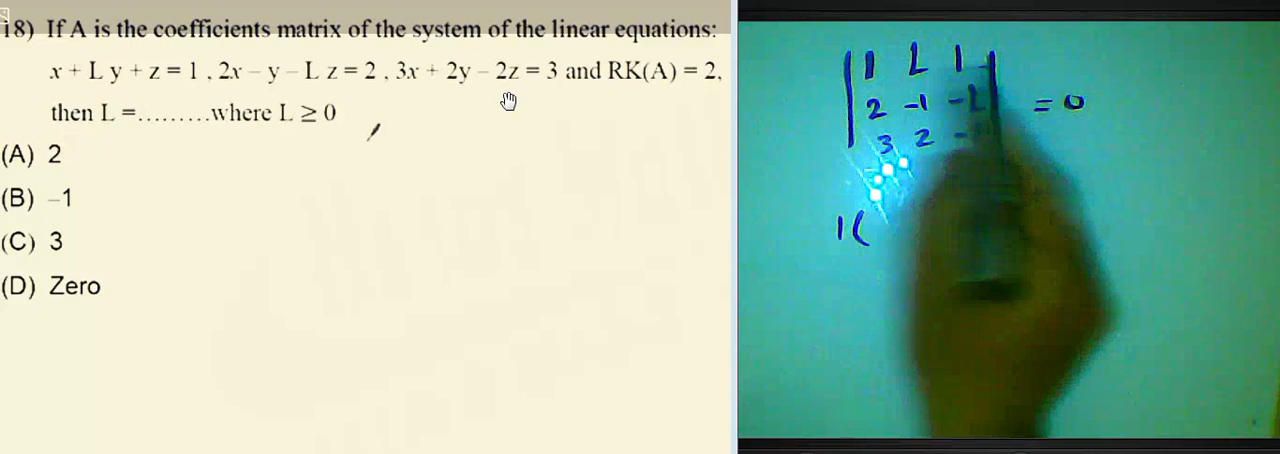 18) If A is the coefficients matrix of the system of the linear equations:
x + L y + z = 1 , 2x – y – L z = 2 , 3x + 2y – 2z = 3 and RK(A) = 2,
then L =.........where L ≥ 0
(A) 2
(B) –1
(C) 3
(D) Zero
1 L 1
2 -1 -L = 0
3 2 -
1(